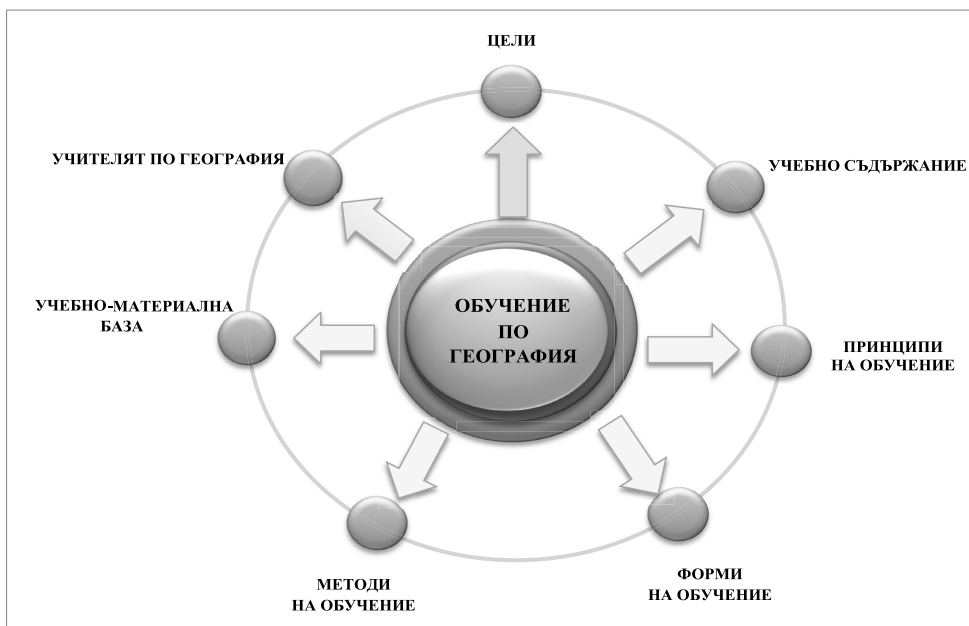 ЦЕЛИ
УЧИТЕЛЯТ ПО ГЕОГРАФИЯ
УЧЕБНО СЪДЪРЖАНИЕ
УЧЕБНО-МАТЕРИАЛНА
БАЗА
ОБУЧЕНИЕ
ПО
ГЕОГРАФИЯ
ПРИНЦИПИ
НА ОБУЧЕНИЕ
МЕТОДИ
НА ОБУЧЕНИЕ
ФОРМИ
НА ОБУЧЕНИЕ